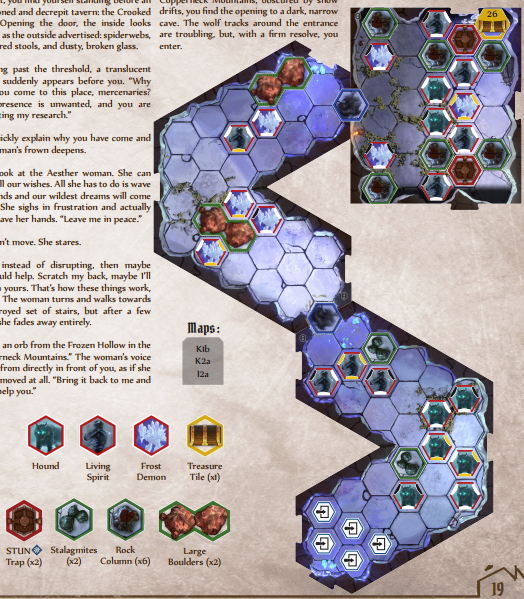 , you find yourself standing before an
oned and decrepit tavern: the Crooked
Opening the door, the inside looks
as the outside advertised: spiderwebs,
red stools, and dusty, broken glass.
ng past the threshold, a translucent
suddenly appears before you. "Why
ou come to this place, mercenaries?
presence is unwanted, and you are
ting my research."
ickly explain why you have come and
man's frown deepens.
ook at the Aesther woman. She can
ll our wishes. All she has to do is wave
nds and our wildest dreams will come
She sighs in frustration and actually
ave her hands. "Leave me in peace."
n't move. She stares.
instead of disrupting, then maybe
uld help. Scratch my back, maybe I'll
n yours. That's how these things work,
The woman turns and walks towards
royed set of stairs, but after a few
she fades away entirely.
an orb from the Frozen Hollow in the
rneck Mountains." The woman's voice
from directly in front of you, as if she
moved at all. "Bring it back to me and
help you."
Copperneck Mountains, obscured by snow
drifts, you find the opening to a dark, narrow
cave. The wolf tracks around the entrance
are troubling, but, with a firm resolve, you
enter.
26
Maps:
K1b
K2a
I2a
Hound
Living
Spirit
Frost
Demon
Treasure
Tile (x1)
STUN
Trap (x2)
Stalagmites
(x2)
Rock
Column (x6)
Large
Boulders (x2)
19